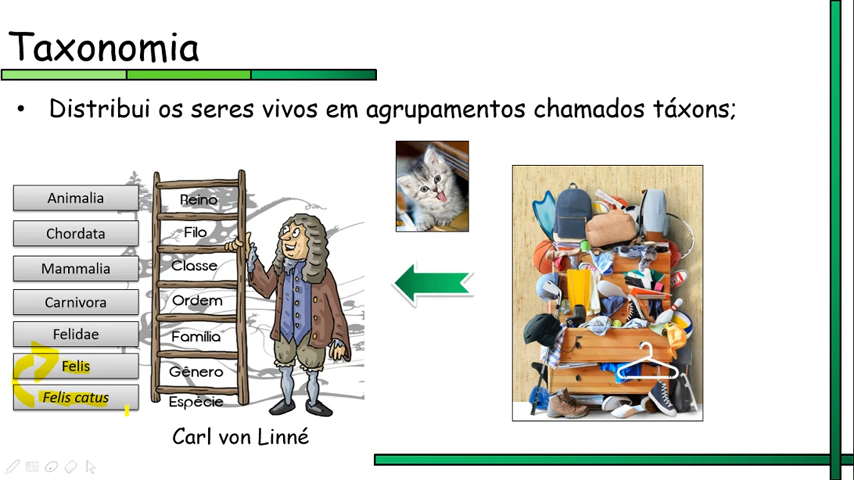 Taxonomia
• Distribui os seres vivos em agrupamentos chamados táxons;
Animalia
Chordata
Mammalia
Carnivora
Felidae
Felis
Felis catus
Reino
Filo
Classe
Ordem
Família
Gênero
Espécie
Carl von Linné